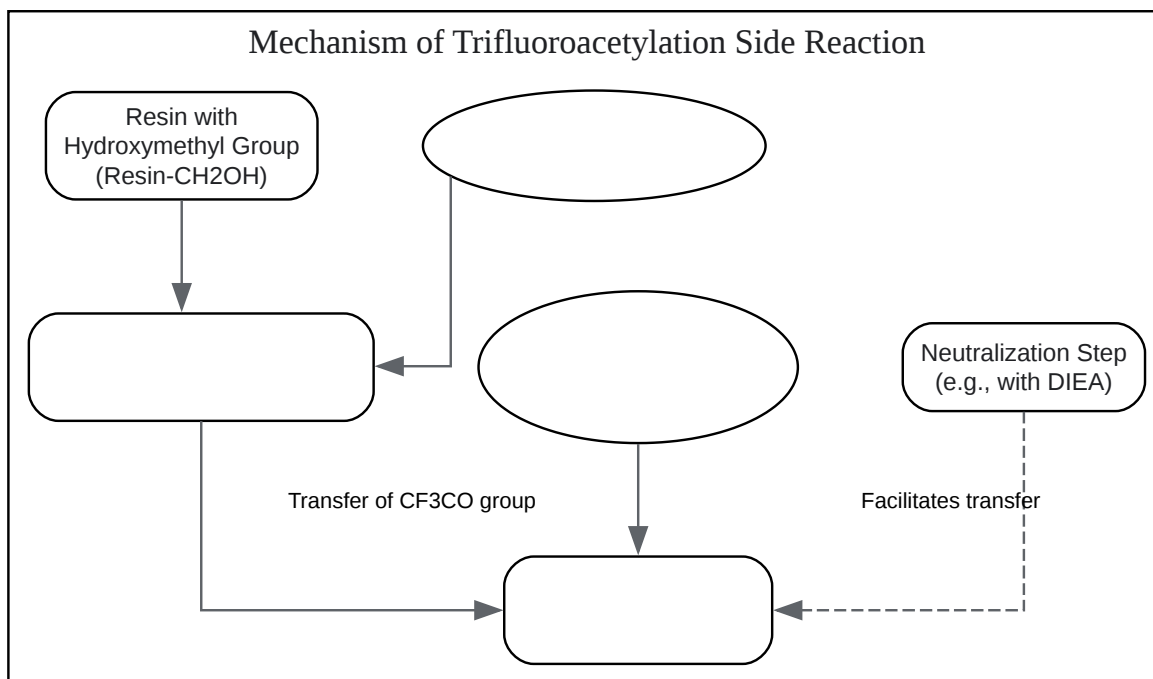 Mechanism of Trifluoroacetylation Side Reaction
Resin with
Hydroxymethyl Group
(Resin-CH2OH)
Neutralization Step
(e.g., with DIEA)
Transfer of CF3CO group
Facilitates transfer